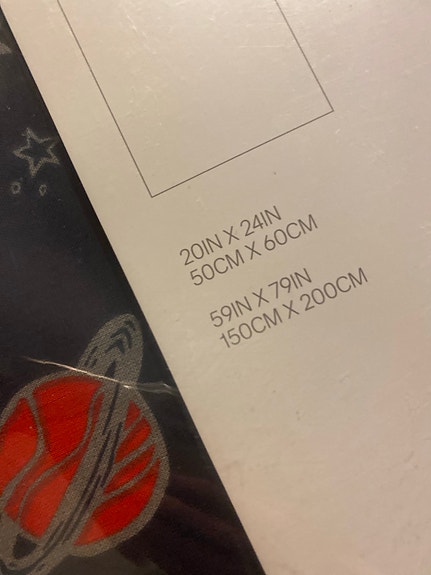 20IN X 24IN
50CM X 60CM
59IN X 79IN
150CM X 200CM